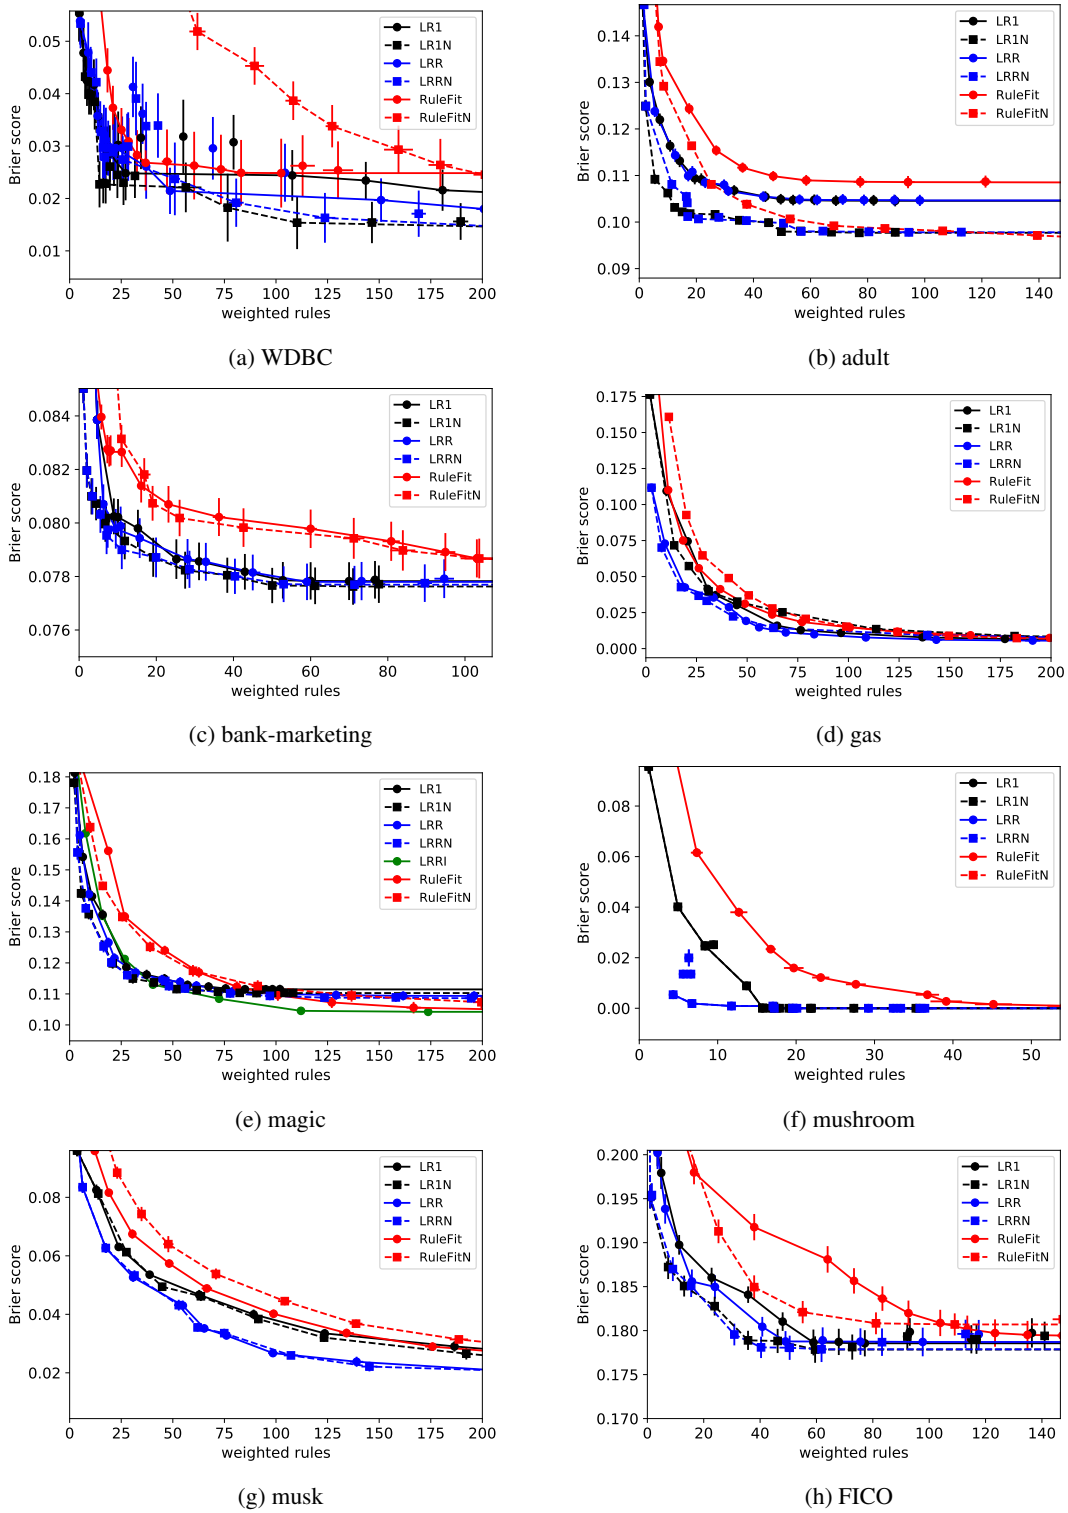 0.05
0.04
0.03
0.02
0.01
Brier score
0 25 50 75 100 125 150 175 200
weighted rules
LR1
LR1N
LRR
LRRN
RuleFit
RuleFitN
(a) WDBC
0.14
0.13
0.12
0.11
0.10
0.09
Brier score
0 20 40 60 80 100 120 140
weighted rules
LR1
LR1N
LRR
LRRN
RuleFit
RuleFitN
(b) adult
0.084
0.082
0.080
0.078
0.076
Brier score
0 20 40 60 80 100
weighted rules
LR1
LR1N
LRR
LRRN
RuleFit
RuleFitN
(c) bank-marketing
0.175
0.150
0.125
0.100
0.075
0.050
0.025
0.000
Brier score
0 25 50 75 100 125 150 175 200
weighted rules
LR1
LR1N
LRR
LRRN
RuleFit
RuleFitN
(d) gas
0.18
0.17
0.16
0.15
0.14
0.13
0.12
0.11
0.10
Brier score
0 25 50 75 100 125 150 175 200
weighted rules
LR1
LR1N
LRR
LRRN
LRRI
RuleFit
RuleFitN
(e) magic
0.08
0.06
0.04
0.02
0.00
Brier score
0 10 20 30 40 50
weighted rules
LR1
LR1N
LRR
LRRN
RuleFit
RuleFitN
(f) mushroom
0.08
0.06
0.04
0.02
Brier score
0 25 50 75 100 125 150 175 200
weighted rules
LR1
LR1N
LRR
LRRN
RuleFit
RuleFitN
(g) musk
0.200
0.195
0.190
0.185
0.180
0.175
0.170
Brier score
0 20 40 60 80 100 120 140
weighted rules
LR1
LR1N
LRR
LRRN
RuleFit
RuleFitN
(h) FICO